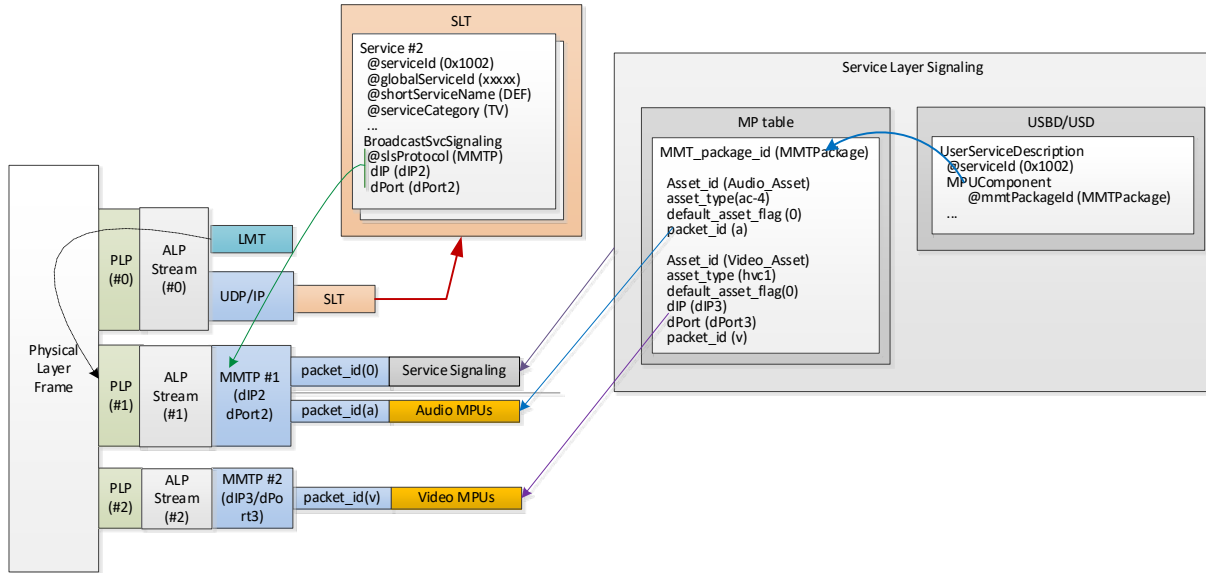 SLT
Service #2
@serviceId (0x1002)
@globalServiceId (xxxxx)
@shortServiceName (DEF)
@serviceCategory (TV)
...
BroadcastSvcSignaling
@slsProtocol (MMTP)
dIP (dIP2)
dPort (dPort2)
Service Layer Signaling
MP table
MMT_package_id (MMTPackage)
Asset_id (Audio_Asset)
asset_type(ac-4)
default_asset_flag (0)
packet_id (a)
Asset_id (Video_Asset)
asset_type (hvc1)
default_asset_flag(0)
dIP (dIP3)
dPort (dPort3)
packet_id (v)
USBD/USD
UserServiceDescription
@serviceId (0x1002)
MPUComponent
@mmtPackageId (MMTPackage)
...
Physical
Layer
Frame
PLP
(#0)
ALP
Stream
(#0)
LMT
UDP/IP
SLT
PLP
(#1)
ALP
Stream
(#1)
MMTP #1
(dIP2
dPort2)
packet_id(0)
Service Signaling
packet_id(a)
Audio MPUs
PLP
(#2)
ALP
Stream
(#2)
MMTP #2
(dIP3/dPo
rt3)
packet_id(v)
Video MPUs